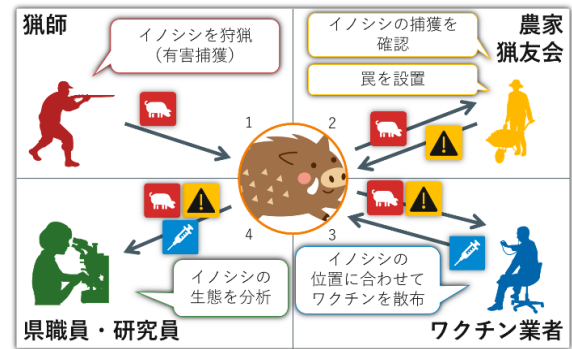 猟師
イノシシを狩猟
（有害捕獲）
イノシシの捕獲を
確認
罠を設置
農家
猟友会
1
2
4
3
イノシシの
生態を分析
県職員・研究員
イノシシの
位置に合わせて
ワクチンを散布
ワクチン業者